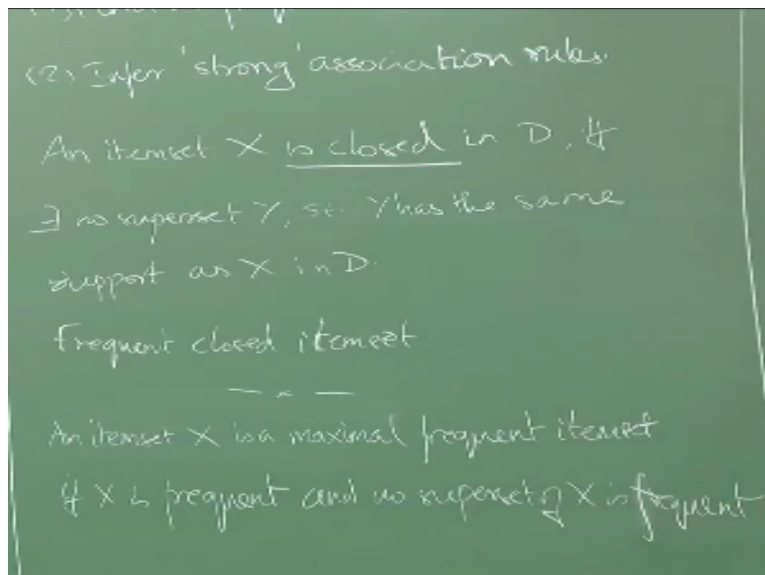 (2) Infer 'strong' association rules.
An itemset X is closed in D, if
∃ no superset Y, st. Y has the same
support as X in D.
Frequent closed itemset
— x —
An itemset X is a maximal frequent itemset
if X is frequent and no superset of X is frequent